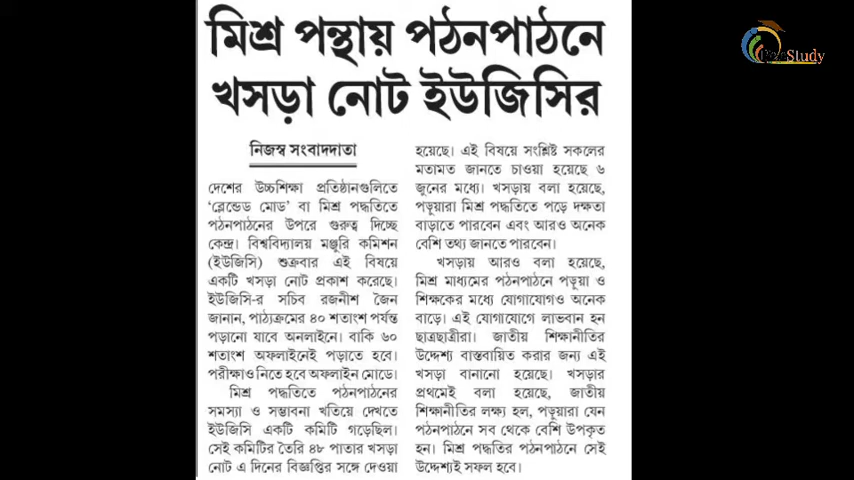 মিশ্র পন্থায় পঠনপাঠনে
খসড়া নোট ইউজিসির
নিজস্ব সংবাদদাতা
দেশের উচ্চশিক্ষা প্রতিষ্ঠানগুলিতে
‘ব্লেন্ডেড মোড’ বা মিশ্র পদ্ধতিতে
পঠনপাঠনের উপরে গুরুত্ব দিচ্ছে
কেন্দ্র। বিশ্ববিদ্যালয় মঞ্জুরি কমিশন
(ইউজিসি) শুক্রবার এই বিষয়ে
একটি খসড়া নোট প্রকাশ করেছে।
ইউজিসি-র সচিব রজনীশ জৈন
জানান, পাঠ্যক্রমের ৪০ শতাংশ পর্যন্ত
পড়ানো যাবে অনলাইনে। বাকি ৬০
শতাংশ অফলাইনেই পড়াতে হবে।
পরীক্ষাও নিতে হবে অফলাইন মোডে।
মিশ্র পদ্ধতিতে পঠনপাঠনের
সমস্যা ও সম্ভাবনা খতিয়ে দেখতে
ইউজিসি একটি কমিটি গড়েছিল।
সেই কমিটির তৈরি ৪৮ পাতার খসড়া
নোট এ দিনের বিজ্ঞপ্তির সঙ্গে দেওয়া
হয়েছে। এই বিষয়ে সংশ্লিষ্ট সকলের
মতামত জানতে চাওয়া হয়েছে ৬
জুনের মধ্যে। খসড়ায় বলা হয়েছে,
পড়ুয়ারা মিশ্র পদ্ধতিতে পড়ে দক্ষতা
বাড়াতে পারবেন এবং আরও অনেক
বেশি তথ্য জানতে পারবেন।
খসড়ায় আরও বলা হয়েছে,
মিশ্র মাধ্যমের পঠনপাঠনে পড়ুয়া ও
শিক্ষকের মধ্যে যোগাযোগও অনেক
বাড়ে। এই যোগাযোগে লাভবান হন
ছাত্রছাত্রীরা। জাতীয় শিক্ষানীতির
উদ্দেশ্য বাস্তবায়িত করার জন্য এই
খসড়া বানানো হয়েছে। খসড়ার
প্রথমেই বলা হয়েছে, জাতীয়
শিক্ষানীতির লক্ষ্য হল, পড়ুয়ারা যেন
পঠনপাঠনে সব থেকে বেশি উপকৃত
হন। মিশ্র পদ্ধতির পঠনপাঠনে সেই
উদ্দেশ্যই সফল হবে।
Study